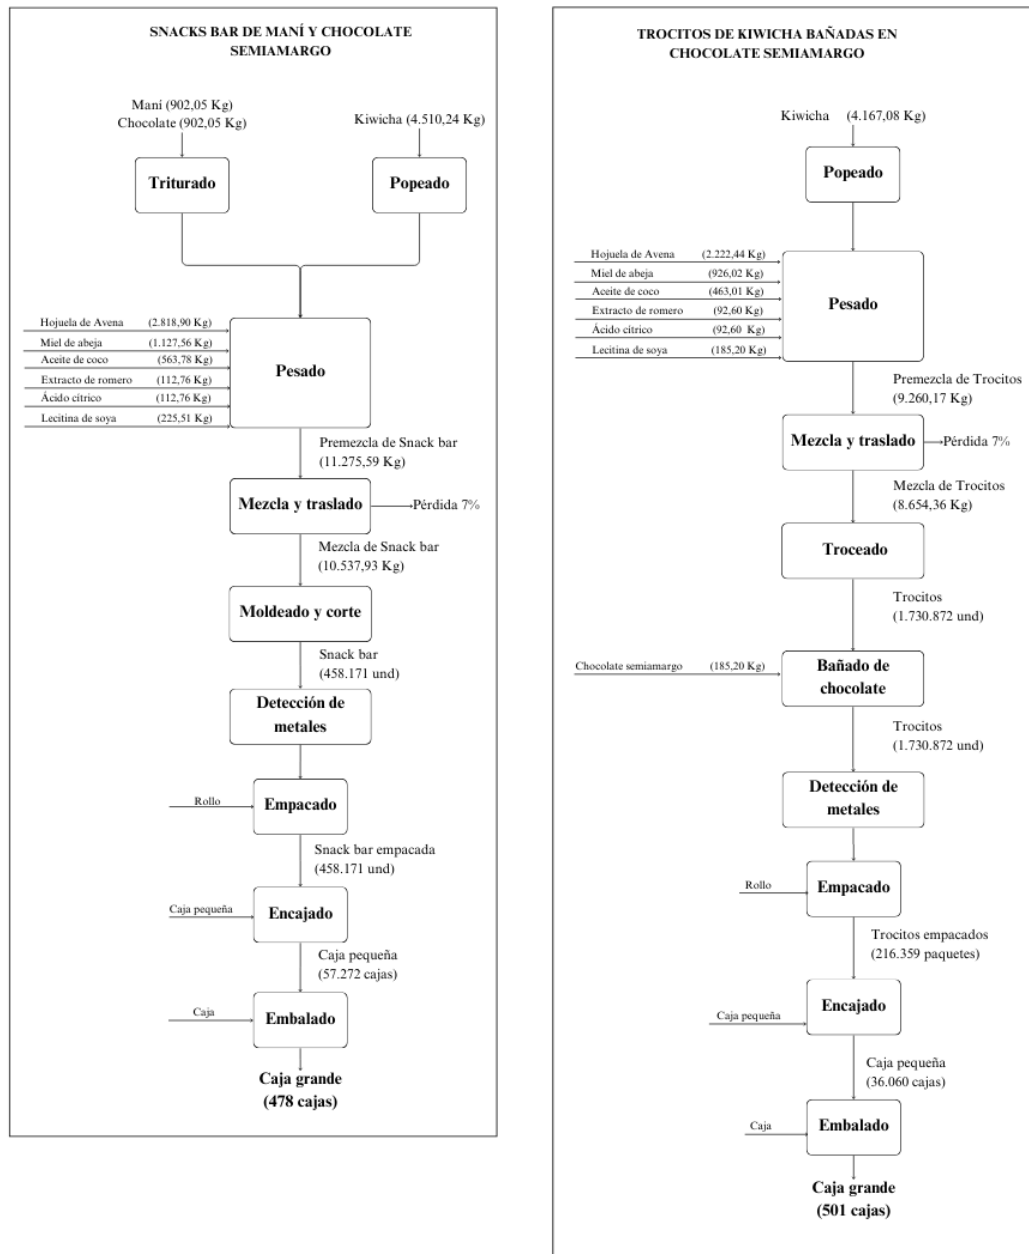 SNACKS BAR DE MANÍ Y CHOCOLATE
SEMIAMARGO
Maní (902,05 Kg)
Chocolate (902,05 Kg)
Kiwicha (4.510,24 Kg)
Triturado
Popeado
Hojuela de Avena (2.818,90 Kg)
Miel de abeja (1.127,56 Kg)
Aceite de coco (563,78 Kg)
Extracto de romero (112,76 Kg)
Ácido cítrico (112,76 Kg)
Lecitina de soya (225,51 Kg)
Pesado
Premezcla de Snack bar
(11.275,59 Kg)
Mezcla y traslado
Pérdida 7%
Mezcla de Snack bar
(10.537,93 Kg)
Moldeado y corte
Snack bar
(458.171 und)
Detección de
metales
Rollo
Empacado
Snack bar empacada
(458.171 und)
Caja pequeña
Encajado
Caja pequeña
(57.272 cajas)
Caja
Embalado
Caja grande
(478 cajas)
TROCITOS DE KIWICHA BAÑADAS EN
CHOCOLATE SEMIAMARGO
Kiwicha (4.167,08 Kg)
Popeado
Hojuela de Avena (2.222,44 Kg)
Miel de abeja (926,02 Kg)
Aceite de coco (463,01 Kg)
Extracto de romero (92,60 Kg)
Ácido cítrico (92,60 Kg)
Lecitina de soya (185,20 Kg)
Pesado
Premezcla de Trocitos
(9.260,17 Kg)
Mezcla y traslado
Pérdida 7%
Mezcla de Trocitos
(8.654,36 Kg)
Troceado
Trocitos
(1.730.872 und)
Chocolate semiamargo (185,20 Kg)
Bañado de
chocolate
Trocitos
(1.730.872 und)
Detección de
metales
Rollo
Empacado
Trocitos empacados
(216.359 paquetes)
Caja pequeña
Encajado
Caja pequeña
(36.060 cajas)
Caja
Embalado
Caja grande
(501 cajas)